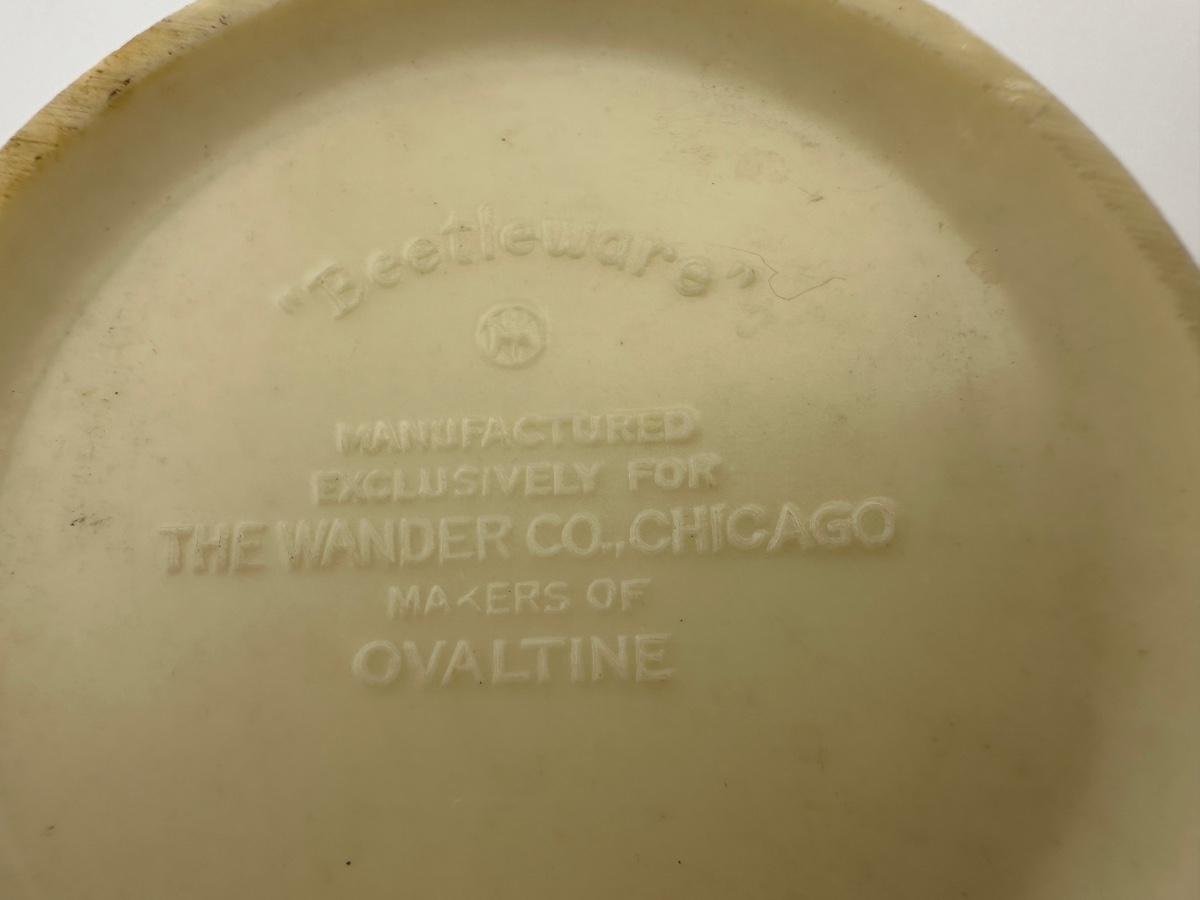 "Beetleware"
MANUFACTURED
EXCLUSIVELY FOR
THE WANDER CO., CHICAGO
MAKERS OF
OVALTINE